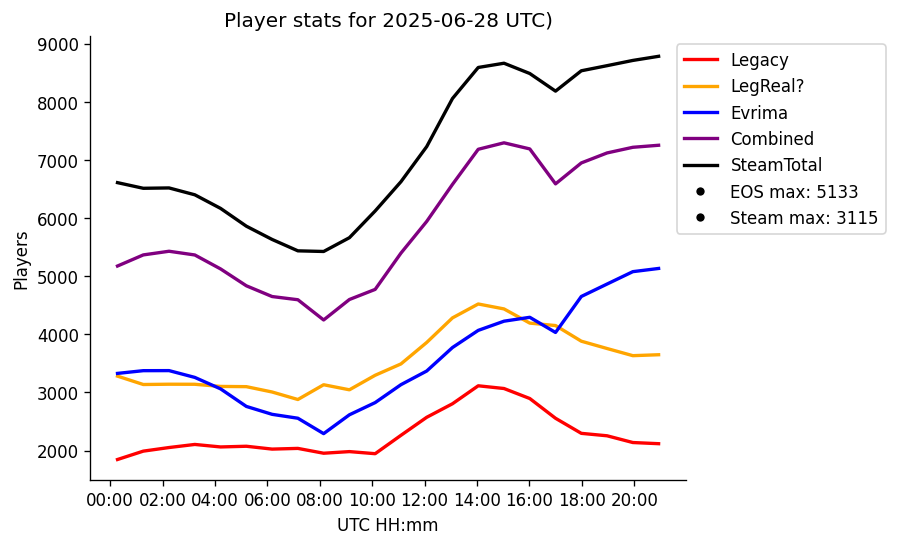 Player stats for 2025-06-28 UTC)
9000
8000
7000
6000
5000
4000
3000
2000
Players
00:00 02:00 04:00 06:00 08:00 10:00 12:00 14:00 16:00 18:00 20:00
UTC HH:mm
Legacy
LegReal?
Evrima
Combined
SteamTotal
EOS max: 5133
Steam max: 3115